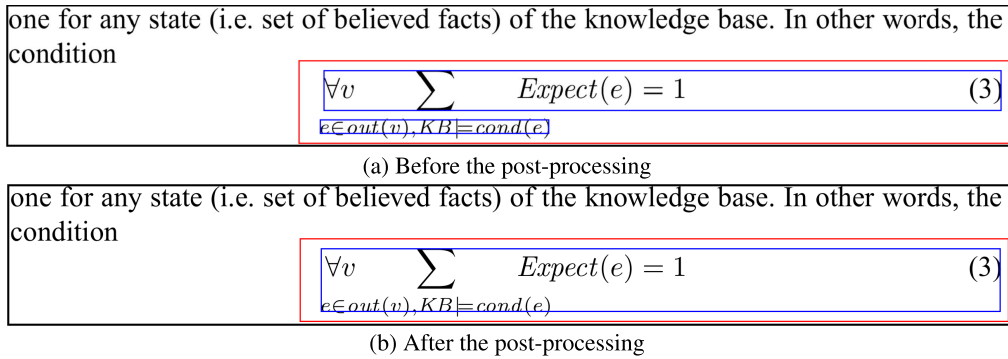 one for any state (i.e. set of believed facts) of the knowledge base. In other words, the
condition
∀v ∑ Expect(e) = 1 (3)
e∈out(v),KB⊨cond(e)
(a) Before the post-processing
one for any state (i.e. set of believed facts) of the knowledge base. In other words, the
condition
∀v ∑ Expect(e) = 1 (3)
e∈out(v),KB⊨cond(e)
(b) After the post-processing